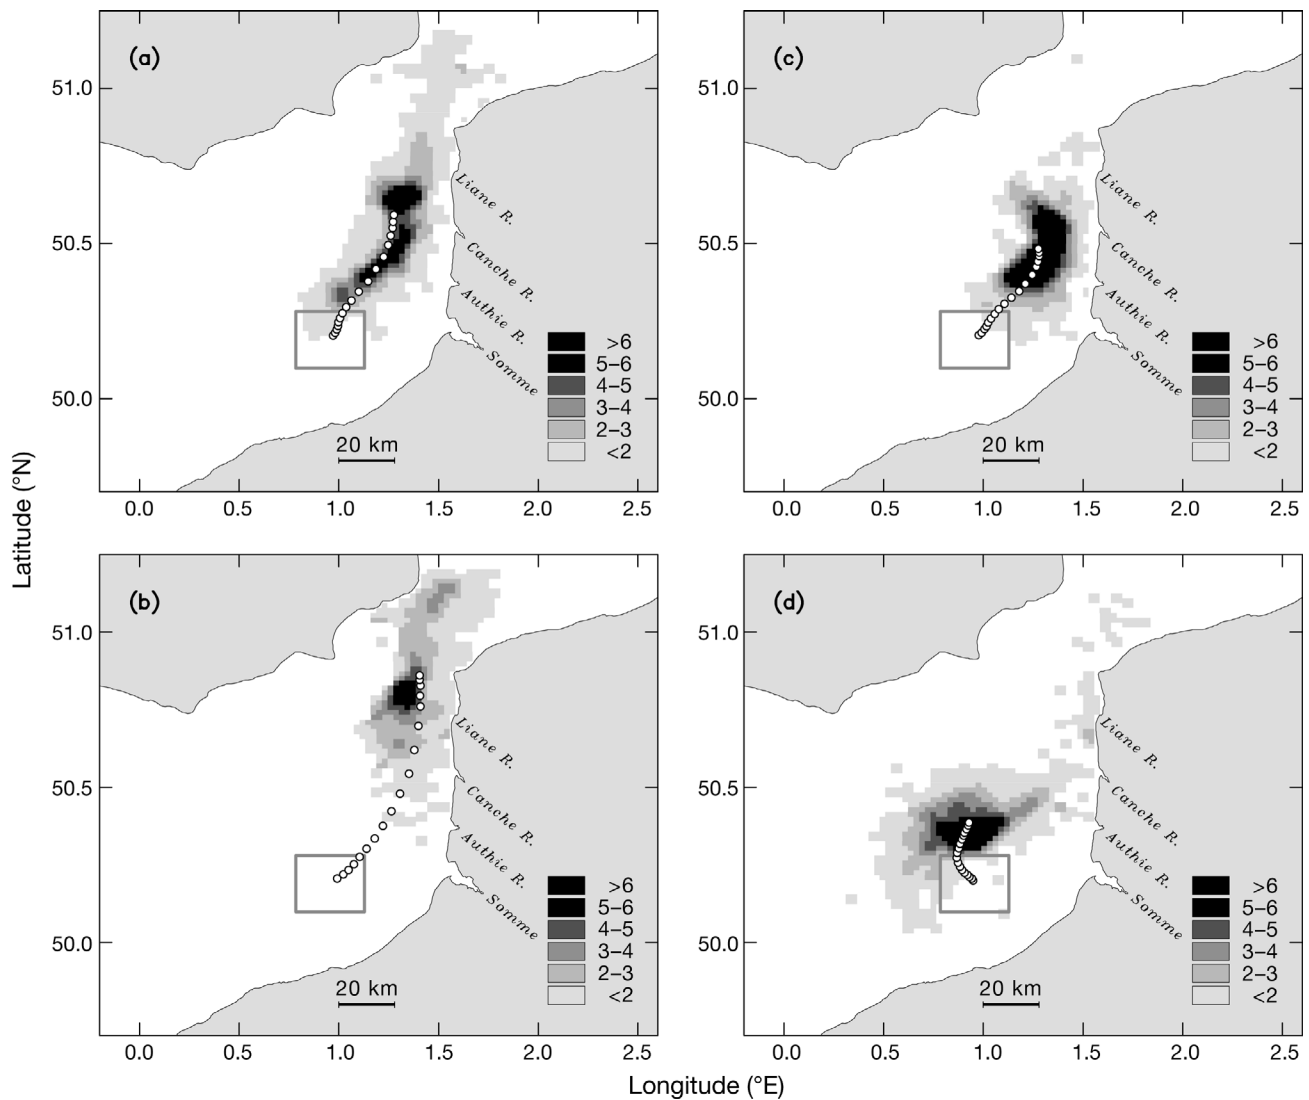 (a)
51.0
50.5
50.0
Liane R.
Canche R.
Authie R.
Somme
>6
5–6
4–5
3–4
2–3
<2
20 km
0.0 0.5 1.0 1.5 2.0 2.5
(c)
51.0
50.5
50.0
Liane R.
Canche R.
Authie R.
Somme
>6
5–6
4–5
3–4
2–3
<2
20 km
0.0 0.5 1.0 1.5 2.0 2.5
Latitude (°N)
(b)
51.0
50.5
50.0
Liane R.
Canche R.
Authie R.
Somme
>6
5–6
4–5
3–4
2–3
<2
20 km
0.0 0.5 1.0 1.5 2.0 2.5
(d)
51.0
50.5
50.0
Liane R.
Canche R.
Authie R.
Somme
>6
5–6
4–5
3–4
2–3
<2
20 km
0.0 0.5 1.0 1.5 2.0 2.5
Longitude (°E)